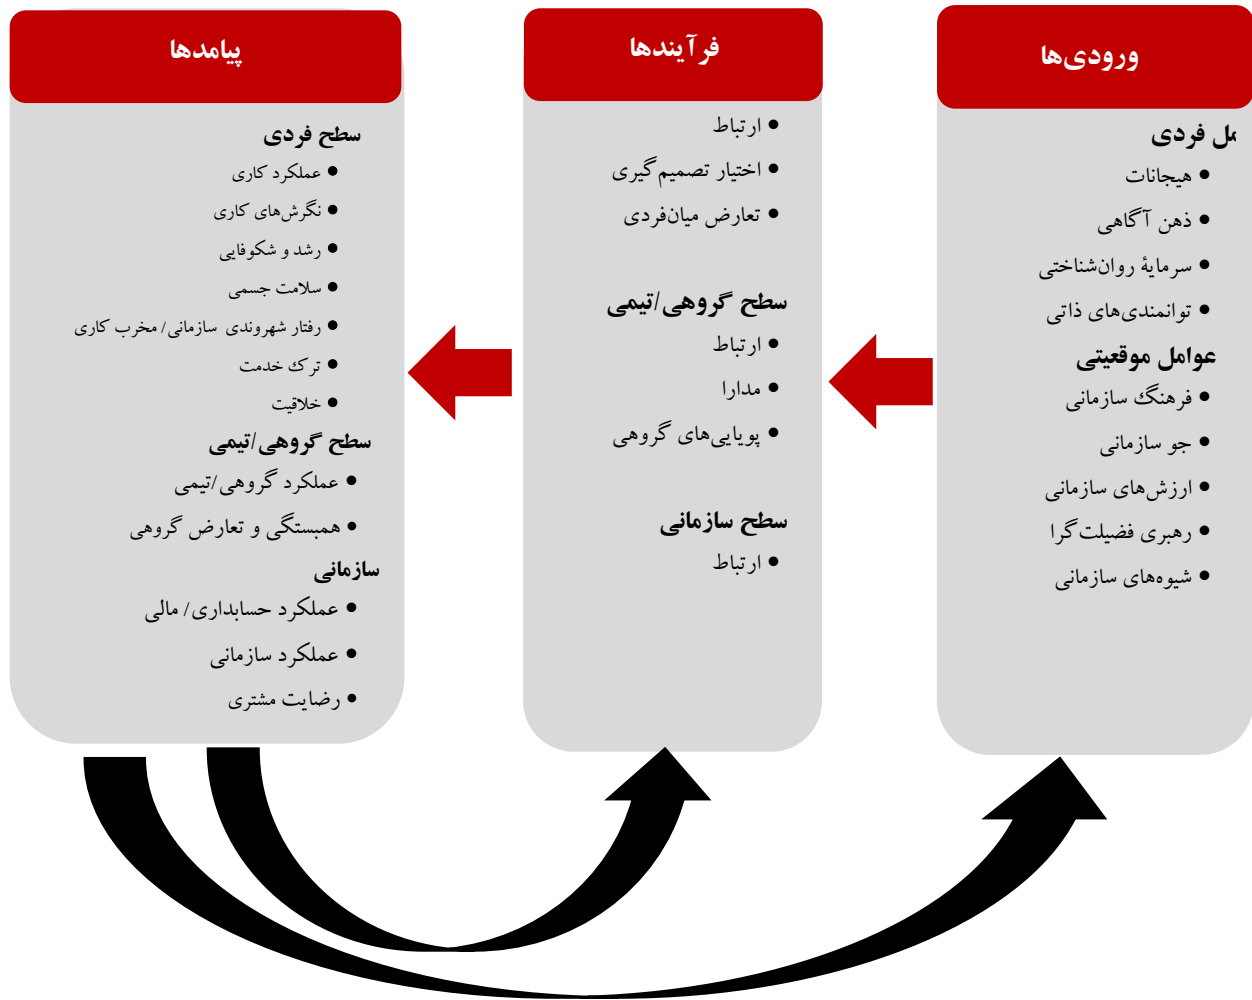 ورودی‌ها
مل فردی
• هیجانات
• ذهن آگاهی
• سرمایهٔ روان‌شناختی
• توانمندی‌های ذاتی
عوامل موقعیتی
• فرهنگ سازمانی
• جو سازمانی
• ارزش‌های سازمانی
• رهبری فضیلت‌گرا
• شیوه‌های سازمانی
فرآیندها
• ارتباط
• اختیار تصمیم‌گیری
• تعارض میان‌فردی
سطح گروهی/تیمی
• ارتباط
• مدارا
• پویایی‌های گروهی
سطح سازمانی
• ارتباط
پیامدها
سطح فردی
• عملکرد کاری
• نگرش‌های کاری
• رشد و شکوفایی
• سلامت جسمی
• رفتار شهروندی سازمانی/ مخرب کاری
• ترک خدمت
• خلاقیت
سطح گروهی/تیمی
• عملکرد گروهی/تیمی
• همبستگی و تعارض گروهی
سازمانی
• عملکرد حسابداری/ مالی
• عملکرد سازمانی
• رضایت مشتری